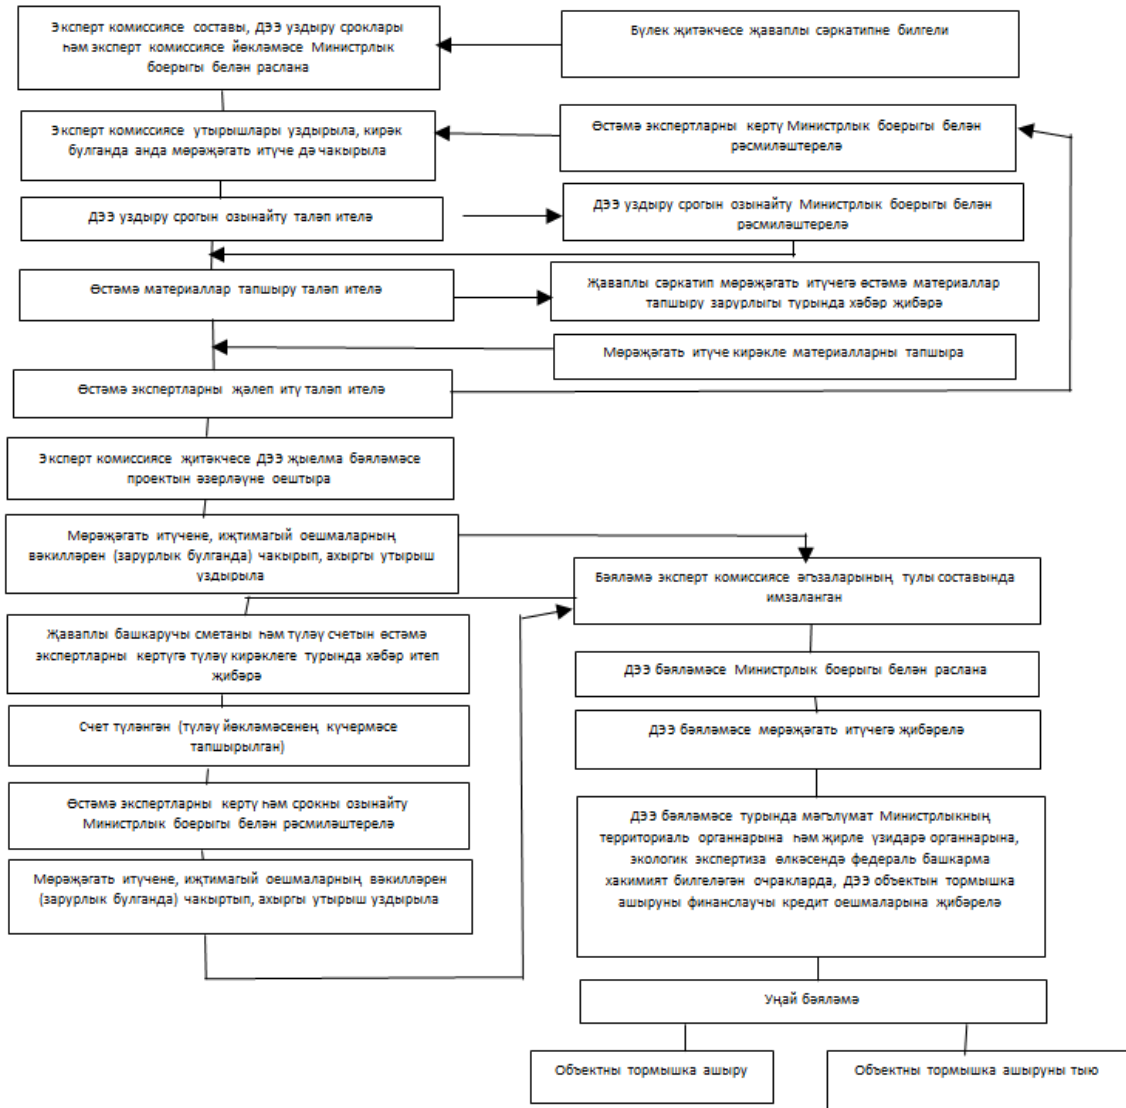 Эксперт комиссиясе составы, ДЭЭ уздыру сроклары
һәм эксперт комиссиясе йөкләмәсе Министрлык
боерыгы белән раслана
Бүлек җитәкчесе җаваплы сәркатипне билгели
Эксперт комиссиясе утырышлары уздырыла, кирәк
булганда анда мөрәҗәгать итүче дә чакырыла
Өстәмә экспертларны кертү Министрлык боерыгы белән
рәсмиләштерелә
ДЭЭ уздыру срогын озынайту таләп ителә
ДЭЭ уздыру срогын озынайту Министрлык боерыгы белән
рәсмиләштерелә
Өстәмә материаллар тапшыру таләп ителә
Җаваплы сәркатип мөрәҗәгать итүчегә өстәмә материаллар
тапшыру зарурлыгы турында хәбәр җибәрә
Мөрәҗәгать итүче кирәкле материалларны тапшыра
Өстәмә экспертларны җәлеп итү таләп ителә
Эксперт комиссиясе җитәкчесе ДЭЭ җыелма бәяләмәсе
проектын әзерләүне оештыра
Мөрәҗәгать итүчене, иҗтимагый оешмаларның
вәкилләрен (зарурлык булганда) чакырып, ахыргы утырыш
уздырыла
Бәяләмә эксперт комиссиясе әгъзаларының тулы составында
имзаланган
Җаваплы башкаручы сметаны һәм түләү счетын өстәмә
экспертларны кертүгә түләү кирәклеге турында хәбәр итеп
җибәрә
ДЭЭ бәяләмәсе Министрлык боерыгы белән раслана
Счет түләнгән (түләү йөкләмәсенең күчермәсе
тапшырылган)
ДЭЭ бәяләмәсе мөрәҗәгать итүчегә җибәрелә
Өстәмә экспертларны кертү һәм срокны озынайту
Министрлык боерыгы белән рәсмиләштерелә
ДЭЭ бәяләмәсе турында мәгълумат Министрлыкның
территориаль органнарына һәм җирле үзидарә органнарына,
экологик экспертиза өлкәсендә федераль башкарма
хакимият билгеләгән очракларда, ДЭЭ объектын тормышка
ашыруны финанслаучы кредит оешмаларына җибәрелә
Мөрәҗәгать итүчене, иҗтимагый оешмаларның вәкилләрен
(зарурлык булганда) чакыртып, ахыргы утырыш уздырыла
Уңай бәяләмә
Объектны тормышка ашыру
Объектны тормышка ашыруны тыю